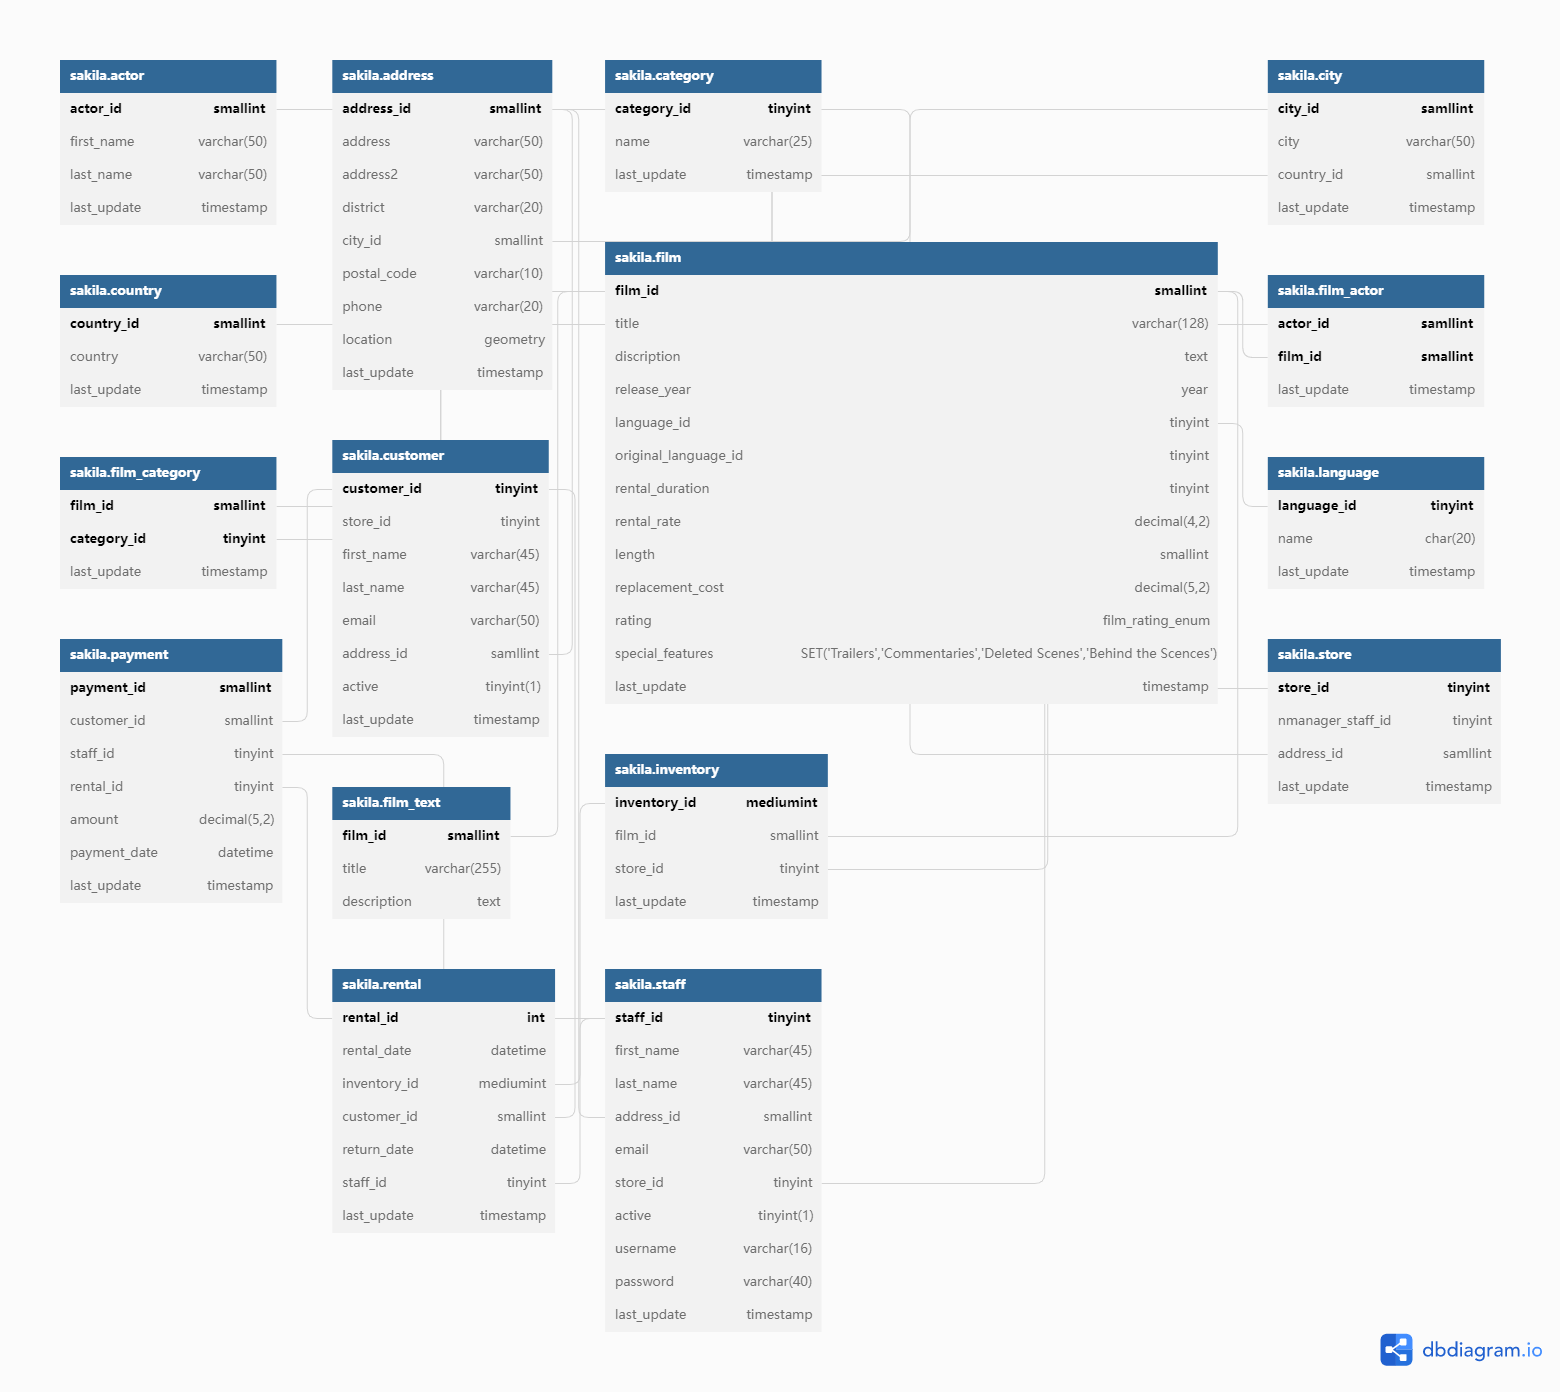 sakila.actor
actor_id smallint
first_name varchar(50)
last_name varchar(50)
last_update timestamp
sakila.address
address_id smallint
address varchar(50)
address2 varchar(50)
district varchar(20)
city_id smallint
postal_code varchar(10)
phone varchar(20)
location geometry
last_update timestamp
sakila.category
category_id tinyint
name varchar(25)
last_update timestamp
sakila.city
city_id samllint
city varchar(50)
country_id smallint
last_update timestamp
sakila.country
country_id smallint
country varchar(50)
last_update timestamp
sakila.film
film_id smallint
title varchar(128)
discription text
release_year year
language_id tinyint
original_language_id tinyint
rental_duration tinyint
rental_rate decimal(4,2)
length smallint
replacement_cost decimal(5,2)
rating film_rating_enum
special_features SET('Trailers','Commentaries','Deleted Scenes','Behind the Scences')
last_update timestamp
sakila.film_actor
actor_id samllint
film_id smallint
last_update timestamp
sakila.film_category
film_id smallint
category_id tinyint
last_update timestamp
sakila.customer
customer_id tinyint
store_id tinyint
first_name varchar(45)
last_name varchar(45)
email varchar(50)
address_id samllint
active tinyint(1)
last_update timestamp
sakila.language
language_id tinyint
name char(20)
last_update timestamp
sakila.payment
payment_id smallint
customer_id smallint
staff_id tinyint
rental_id tinyint
amount decimal(5,2)
payment_date datetime
last_update timestamp
sakila.film_text
film_id smallint
title varchar(255)
description text
sakila.inventory
inventory_id mediumint
film_id smallint
store_id tinyint
last_update timestamp
sakila.store
store_id tinyint
nmanager_staff_id tinyint
address_id samllint
last_update timestamp
sakila.rental
rental_id int
rental_date datetime
inventory_id mediumint
customer_id smallint
return_date datetime
staff_id tinyint
last_update timestamp
sakila.staff
staff_id tinyint
first_name varchar(45)
last_name varchar(45)
address_id smallint
email varchar(50)
store_id tinyint
active tinyint(1)
username varchar(16)
password varchar(40)
last_update timestamp
dbdiagram.io